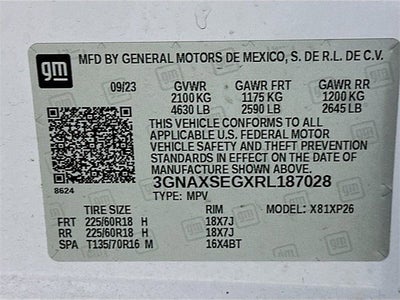 gm MFD BY GENERAL MOTORS DE MEXICO, S. DE R.L. DE C.V.
09/23 GVWR GAWR FRT GAWR RR
2100 KG 1175 KG 1200 KG
4630 LB 2590 LB 2645 LB
THIS VEHICLE CONFORMS TO ALL
APPLICABLE U.S. FEDERAL MOTOR
VEHICLE SAFETY AND THEFT PREVENTION
STANDARDS IN EFFECT ON THE DATE OF
MANUFACTURE SHOWN ABOVE.
8624 3GNAXSEGXRL187028
TYPE: MPV
TIRE SIZE RIM MODEL: X81XP26
FRT 225/60R18 H 18X7J
RR 225/60R18 H 18X7J
SPA T135/70R16 M 16X4BT